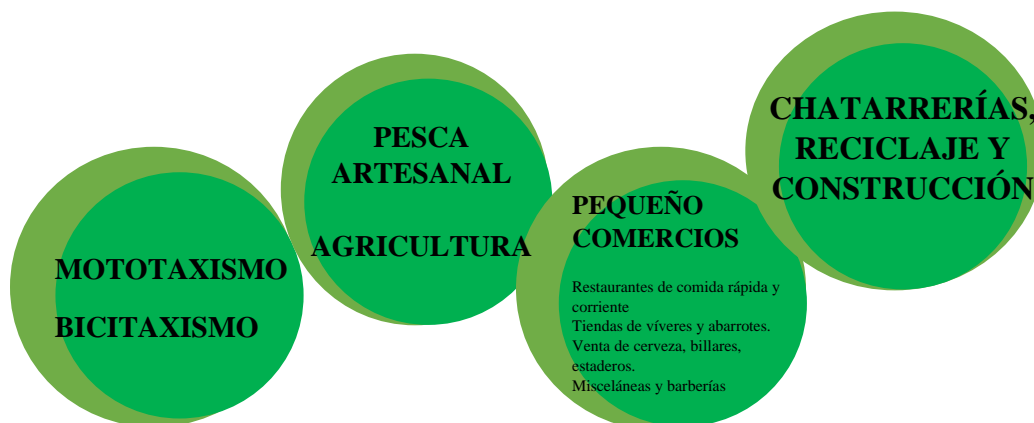 MOTOTAXISMO
BICITAXISMO
PESCA
ARTESANAL
AGRICULTURA
PEQUEÑO
COMERCIOS
Restaurantes de comida rápida y
corriente
Tiendas de víveres y abarrotes.
Venta de cerveza, billares,
estaderos.
Misceláneas y barberías
CHATARRERÍAS,
RECICLAJE Y
CONSTRUCCIÓN